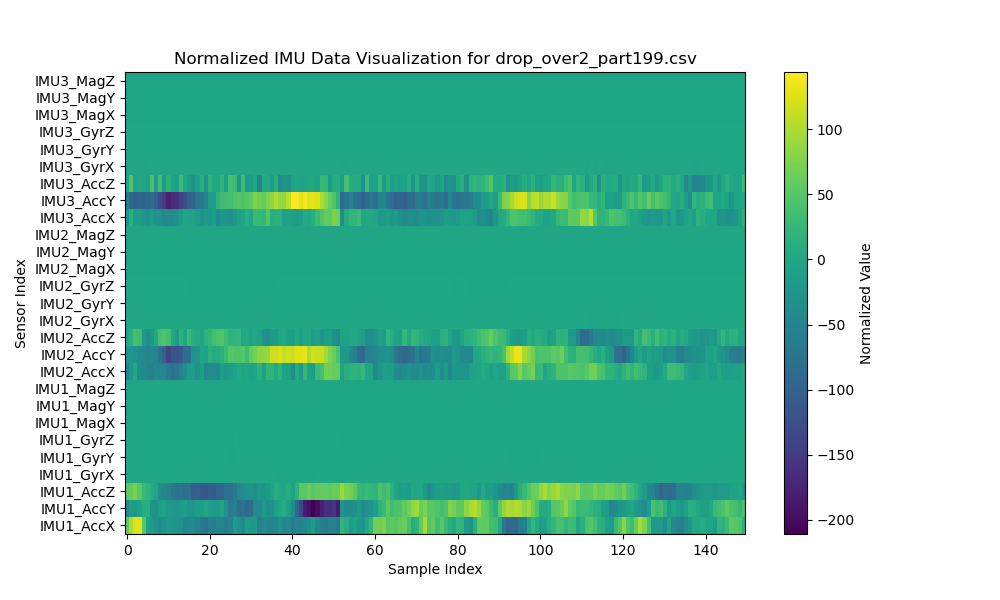 Normalized IMU Data Visualization for drop_over2_part199.csv
IMU3_MagZ
IMU3_MagY
IMU3_MagX
IMU3_GyrZ
IMU3_GyrY
IMU3_GyrX
IMU3_AccZ
IMU3_AccY
IMU3_AccX
IMU2_MagZ
IMU2_MagY
IMU2_MagX
IMU2_GyrZ
IMU2_GyrY
IMU2_GyrX
IMU2_AccZ
IMU2_AccY
IMU2_AccX
IMU1_MagZ
IMU1_MagY
IMU1_MagX
IMU1_GyrZ
IMU1_GyrY
IMU1_GyrX
IMU1_AccZ
IMU1_AccY
IMU1_AccX
Sensor Index
0 20 40 60 80 100 120 140
Sample Index
100
50
0
−50
−100
−150
−200
Normalized Value